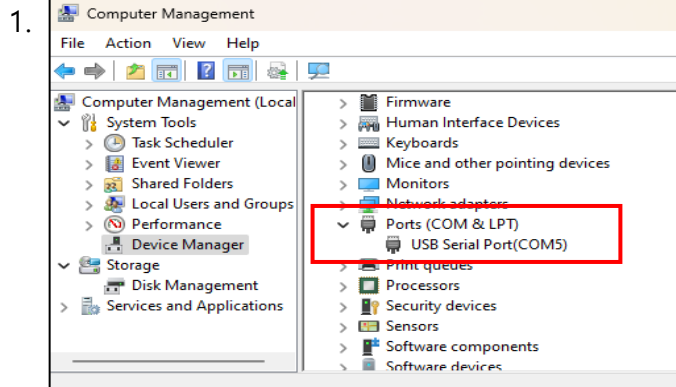 1.
Computer Management
File Action View Help
Computer Management (Local
System Tools
Task Scheduler
Event Viewer
Shared Folders
Local Users and Groups
Performance
Device Manager
Storage
Disk Management
Services and Applications
Firmware
Human Interface Devices
Keyboards
Mice and other pointing devices
Monitors
Network adapters
Ports (COM & LPT)
USB Serial Port(COM5)
Print queues
Processors
Security devices
Sensors
Software components
Software devices